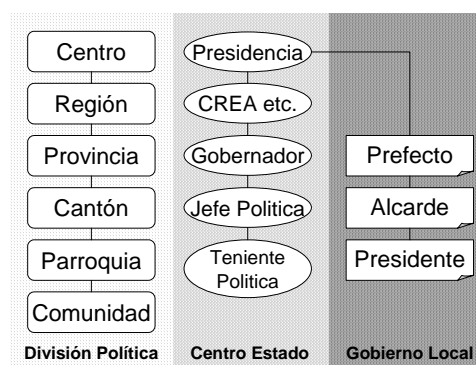 Centro
Región
Provincia
Cantón
Parroquia
Comunidad
División Política
Presidencia
CREA etc.
Gobernador
Jefe Politica
Teniente
Politica
Centro Estado
Prefecto
Alcarde
Presidente
Gobierno Local